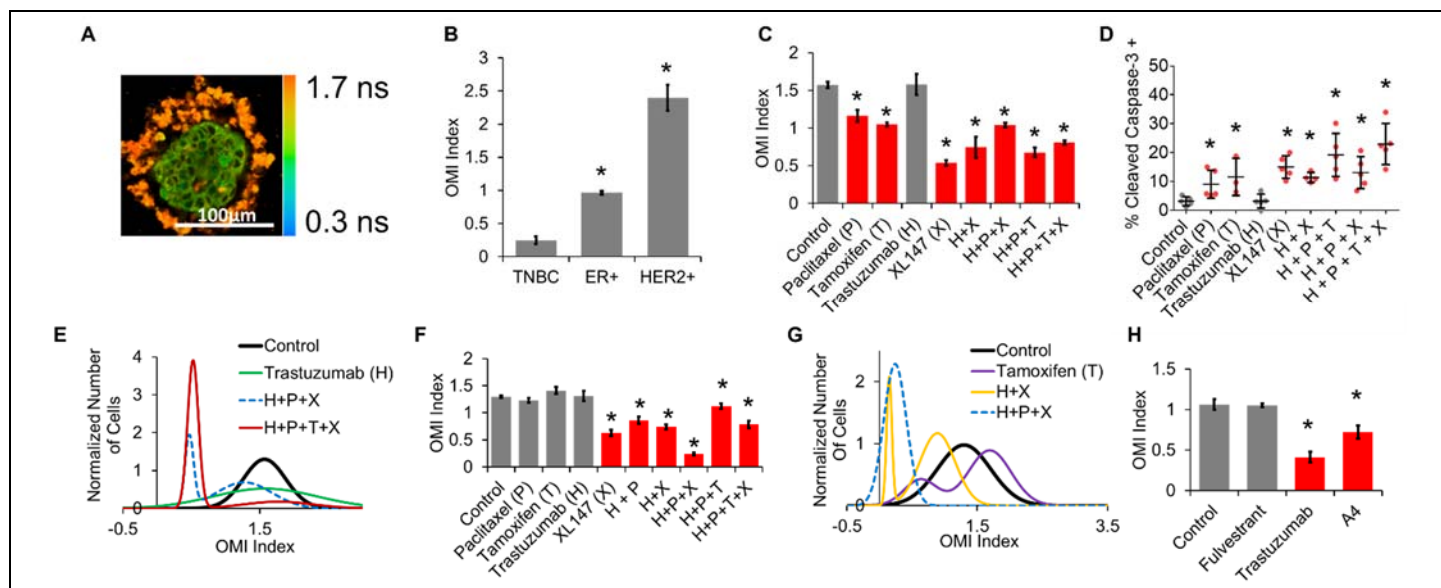 A
1.7 ns
0.3 ns
100μm
B
OMI Index
3
2.5
2
1.5
1
0.5
0
*
*
TNBC
ER+
HER2+
C
OMI Index
2
1.5
1
0.5
0
* * * * * * *
Control
Paclitaxel (P)
Tamoxifen (T)
Trastuzumab (H)
XL147 (X)
H+X
H+P+X
H+P+T
H+P+T+X
D
% Cleaved Caspase-3 +
50
40
30
20
10
0
* * * * * * *
Control
Paclitaxel (P)
Tamoxifen (T)
Trastuzumab (H)
XL147 (X)
H + X
H + P + T
H + P + X
H + P + T + X
E
Normalized Number
of Cells
4
3
2
1
0
Control
Trastuzumab (H)
H+P+X
H+P+T+X
-0.5
1.5
OMI Index
F
OMI Index
2
1.5
1
0.5
0
* * * * * *
Control
Paclitaxel (P)
Tamoxifen (T)
Trastuzumab (H)
XL147 (X)
H + P
H+X
H+P+X
H+P+T
H+P+T+X
G
Normalized Number
Of Cells
2
1
0
Control
Tamoxifen (T)
H+X
H+P+X
-0.5
1.5
3.5
OMI Index
H
OMI Index
1.5
1
0.5
0
*
*
Control
Fulvestrant
Trastuzumab
A4